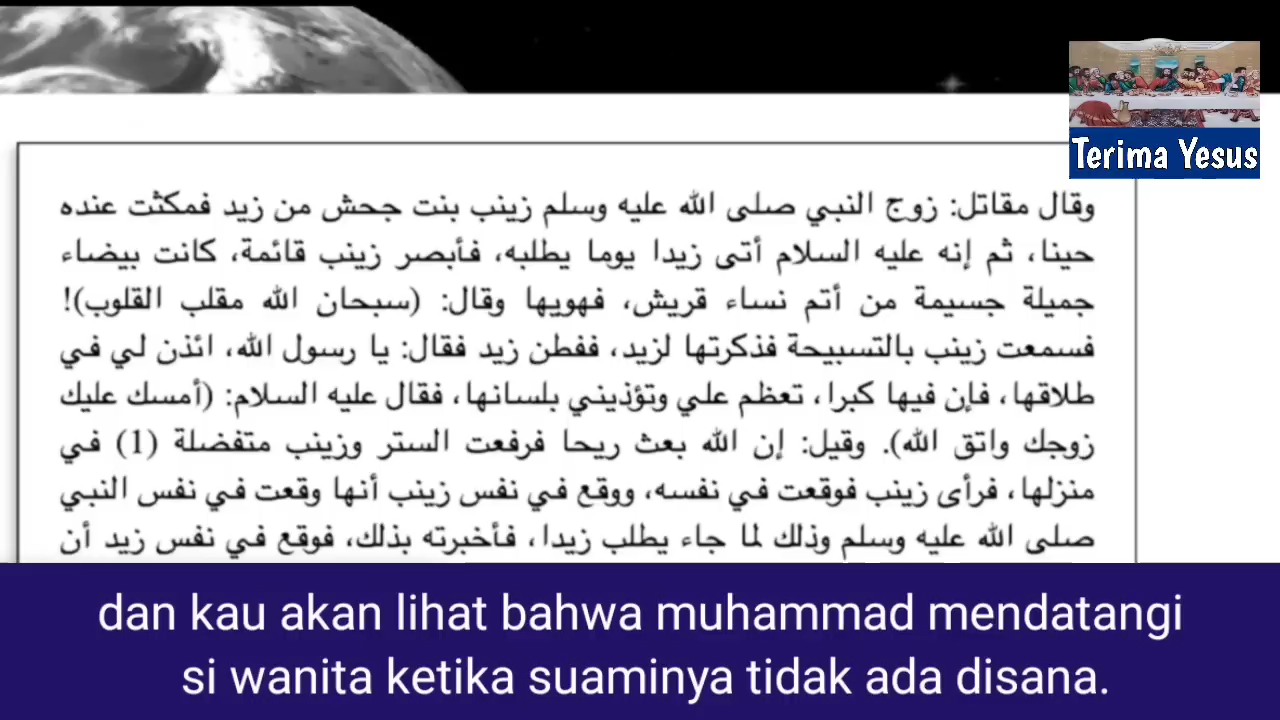 Terima Yesus
وقال مقاتل: زوج النبي صلى الله عليه وسلم زينب بنت جحش من زيد فمكثت عنده
حينا، ثم إنه عليه السلام أتى زيدا يوما يطلبه، فأبصر زينب قائمة، كانت بيضاء
جميلة جسيمة من أتم نساء قريش، فهويها وقال: (سبحان الله مقلب القلوب)!
فسمعت زينب بالتسبيحة فذكرتها لزيد، ففطن زيد فقال: يا رسول الله، ائذن لي في
طلاقها، فإن فيها كبرا، تعظم علي وتؤذيني بلسانها، فقال عليه السلام: (أمسك عليك
زوجك واتق الله). وقيل: إن الله بعث ريحا فرفعت الستر وزينب متفضلة (1) في
منزلها، فرأى زينب فوقعت في نفسه، ووقع في نفس زينب أنها وقعت في نفس النبي
صلى الله عليه وسلم وذلك لما جاء يطلب زيدا، فأخبرته بذلك، فوقع في نفس زيد أن
dan kau akan lihat bahwa muhammad mendatangi
si wanita ketika suaminya tidak ada disana.